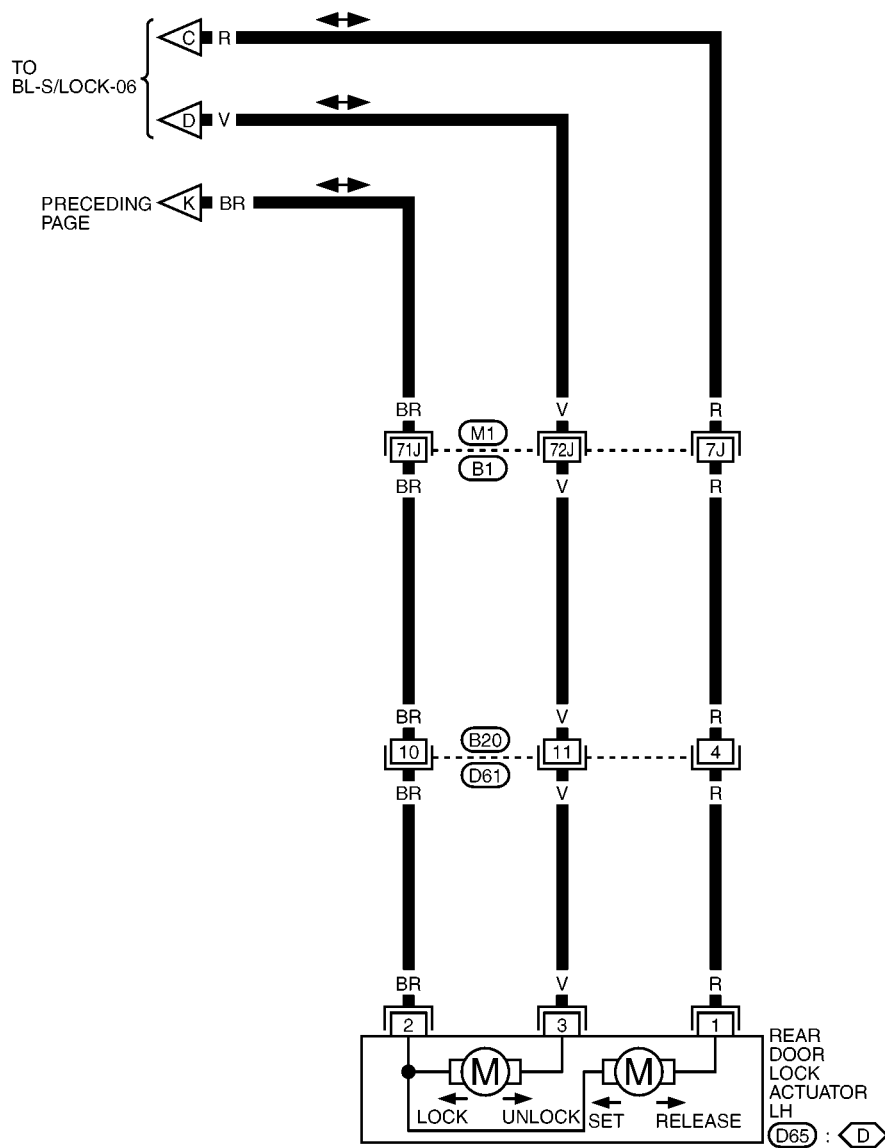 C R
TO
BL-S/LOCK-06
D V
PRECEDING
PAGE
K BR
BR V R
71J M1 72J 7J
B1
BR V R
BR V R
10 B20 11 4
D61
BR V R
BR V R
2 3 1
M M
LOCK UNLOCK SET RELEASE
REAR
DOOR
LOCK
ACTUATOR
LH
D65 : D